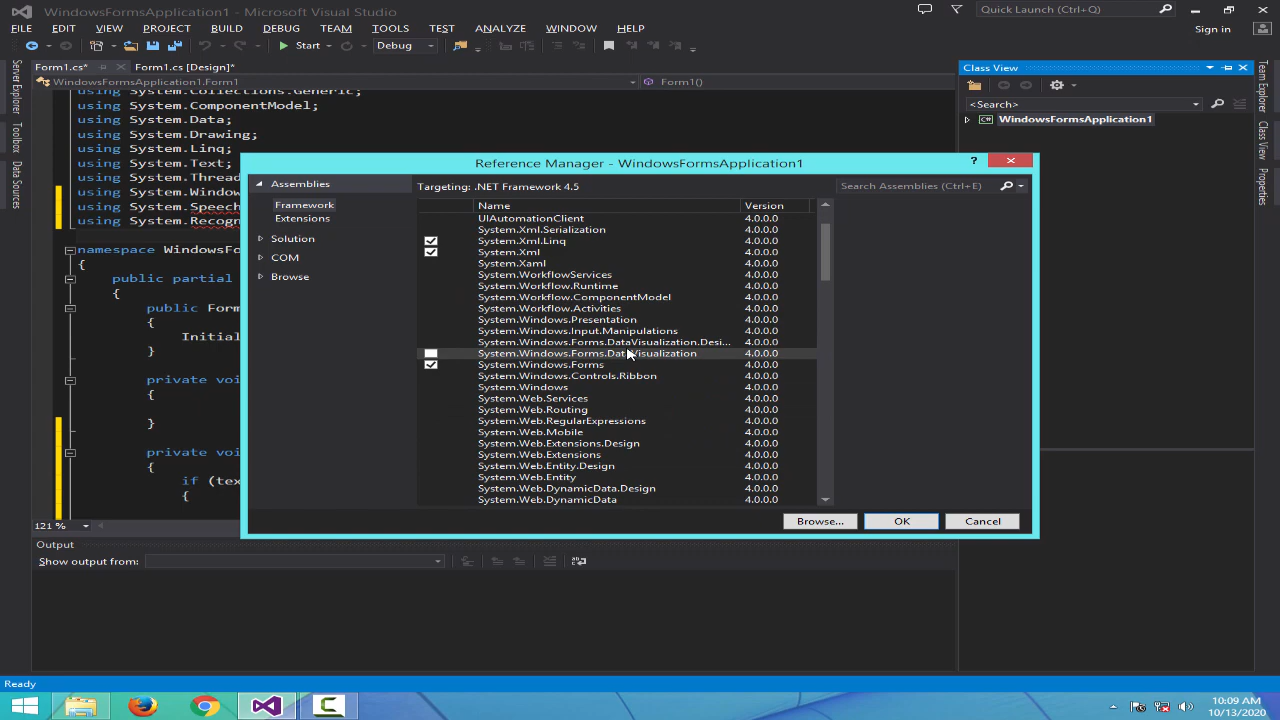 WindowsFormsApplication1 - Microsoft Visual Studio
Quick Launch (Ctrl+Q)
FILE EDIT VIEW PROJECT BUILD DEBUG TEAM TOOLS TEST ANALYZE WINDOW HELP
Sign in
Start Debug
Form1.cs* Form1.cs [Design]*
WindowsFormsApplication1.Form1 Form1()
Server Explorer
Toolbox
Data Sources
using System.Collections.Generic;
using System.ComponentModel;
using System.Data;
using System.Drawing;
using System.Linq;
using System.Text;
using System.Thread
using System.Window
using System.Speech
using System.Recogn
namespace WindowsFo
{
public partial
{
public Form
{
Initial
}
private void
{
}
private void
{
if (tex
{
121 %
Reference Manager - WindowsFormsApplication1
?
Assemblies
Framework
Extensions
Solution
COM
Browse
Targeting: .NET Framework 4.5
Search Assemblies (Ctrl+E)
Name Version
UIAutomationClient 4.0.0.0
System.Xml.Serialization 4.0.0.0
System.Xml.Linq 4.0.0.0
System.Xml 4.0.0.0
System.Xaml 4.0.0.0
System.WorkflowServices 4.0.0.0
System.Workflow.Runtime 4.0.0.0
System.Workflow.ComponentModel 4.0.0.0
System.Workflow.Activities 4.0.0.0
System.Windows.Presentation 4.0.0.0
System.Windows.Input.Manipulations 4.0.0.0
System.Windows.Forms.DataVisualization.Desi... 4.0.0.0
System.Windows.Forms.DataVisualization 4.0.0.0
System.Windows.Forms 4.0.0.0
System.Windows.Controls.Ribbon 4.0.0.0
System.Windows 4.0.0.0
System.Web.Services 4.0.0.0
System.Web.Routing 4.0.0.0
System.Web.RegularExpressions 4.0.0.0
System.Web.Mobile 4.0.0.0
System.Web.Extensions.Design 4.0.0.0
System.Web.Extensions 4.0.0.0
System.Web.Entity.Design 4.0.0.0
System.Web.Entity 4.0.0.0
System.Web.DynamicData.Design 4.0.0.0
System.Web.DynamicData 4.0.0.0
Browse... OK Cancel
Class View
<Search>
C# WindowsFormsApplication1
Team Explorer
Class View
Properties
Output
Show output from:
Ready
10:09 AM
10/13/2020